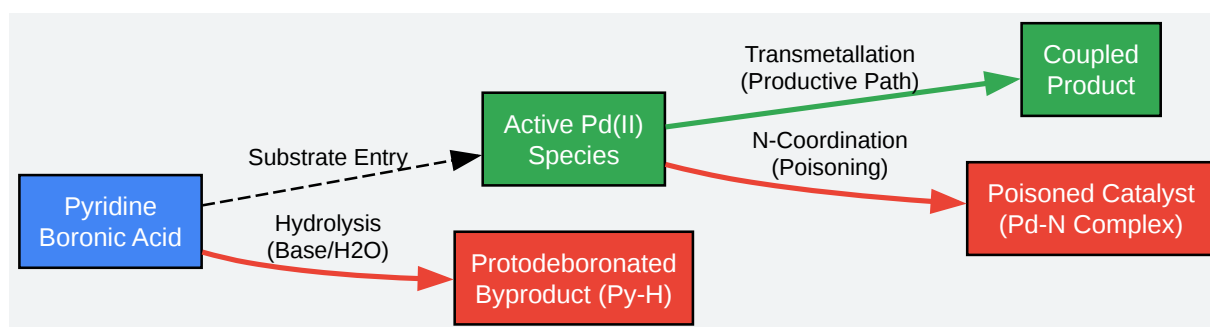 Pyridine
Boronic Acid
Substrate Entry
Hydrolysis
(Base/H2O)
Active Pd(II)
Species
Protodeboronated
Byproduct (Py-H)
Transmetallation
(Productive Path)
N-Coordination
(Poisoning)
Coupled
Product
Poisoned Catalyst
(Pd-N Complex)